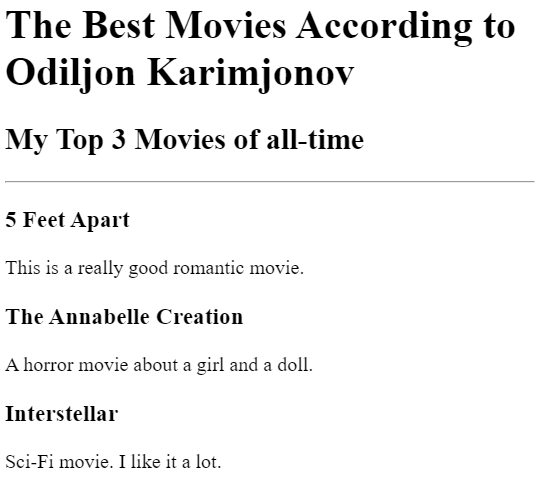 The Best Movies According to
Odiljon Karimjonov
My Top 3 Movies of all-time
5 Feet Apart
This is a really good romantic movie.
The Annabelle Creation
A horror movie about a girl and a doll.
Interstellar
Sci-Fi movie. I like it a lot.